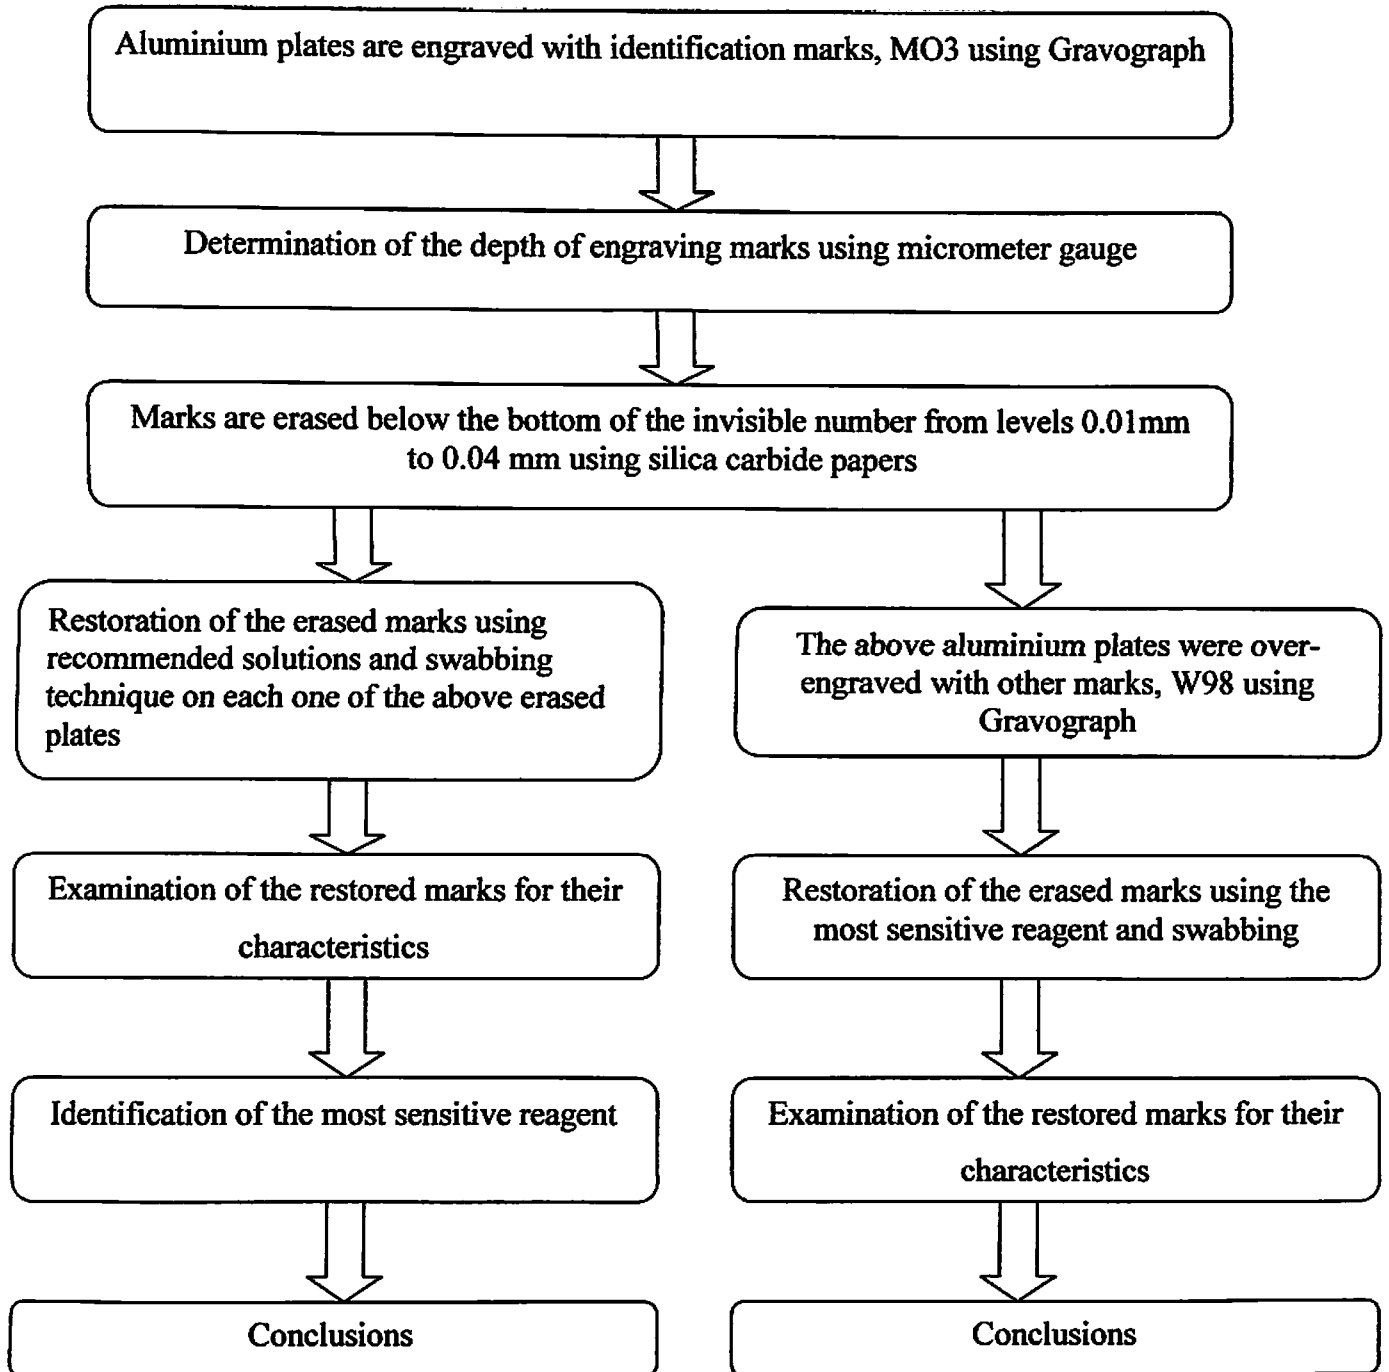 Aluminium plates are engraved with identification marks, MO3 using Gravograph
Determination of the depth of engraving marks using micrometer gauge
Marks are erased below the bottom of the invisible number from levels 0.01mm
to 0.04 mm using silica carbide papers
Restoration of the erased marks using
recommended solutions and swabbing
technique on each one of the above erased
plates
Examination of the restored marks for their
characteristics
Identification of the most sensitive reagent
Conclusions
The above aluminium plates were over-
engraved with other marks, W98 using
Gravograph
Restoration of the erased marks using the
most sensitive reagent and swabbing
Examination of the restored marks for their
characteristics
Conclusions